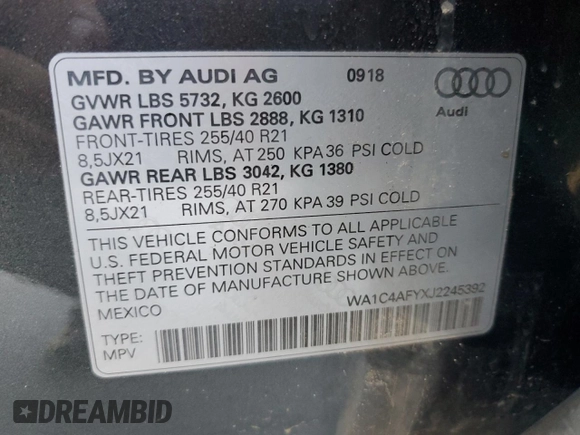 MFD. BY AUDI AG 0918
GVWR LBS 5732, KG 2600
GAWR FRONT LBS 2888, KG 1310
FRONT-TIRES 255/40 R21
8,5JX21 RIMS, AT 250 KPA 36 PSI COLD
GAWR REAR LBS 3042, KG 1380
REAR-TIRES 255/40 R21
8,5JX21 RIMS, AT 270 KPA 39 PSI COLD
Audi
THIS VEHICLE CONFORMS TO ALL APPLICABLE
U.S. FEDERAL MOTOR VEHICLE SAFETY AND
THEFT PREVENTION STANDARDS IN EFFECT ON
THE DATE OF MANUFACTURE SHOWN ABOVE.
MEXICO
WA1C4AFYXJ2245392
TYPE:
MPV
DREAMBID